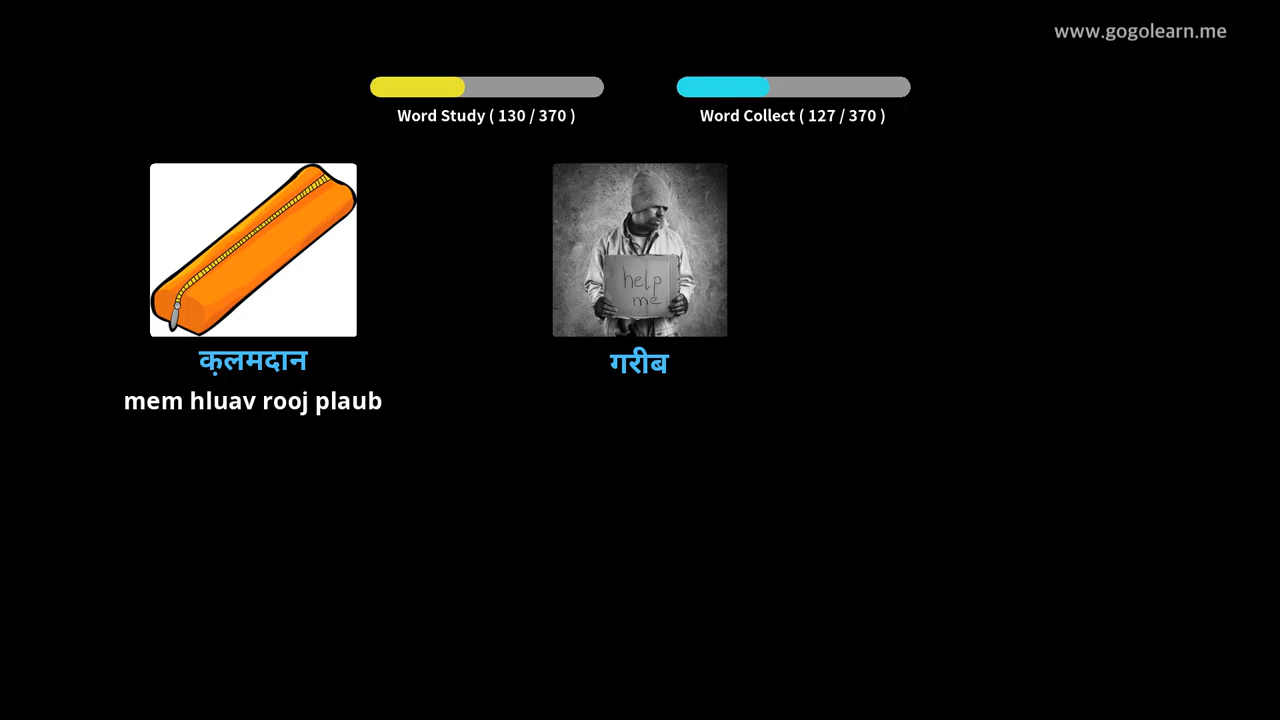 www.gogolearn.me
Word Study ( 130 / 370 )
Word Collect ( 127 / 370 )
help
me
क़लमदान
गरीब
mem hluav rooj plaub